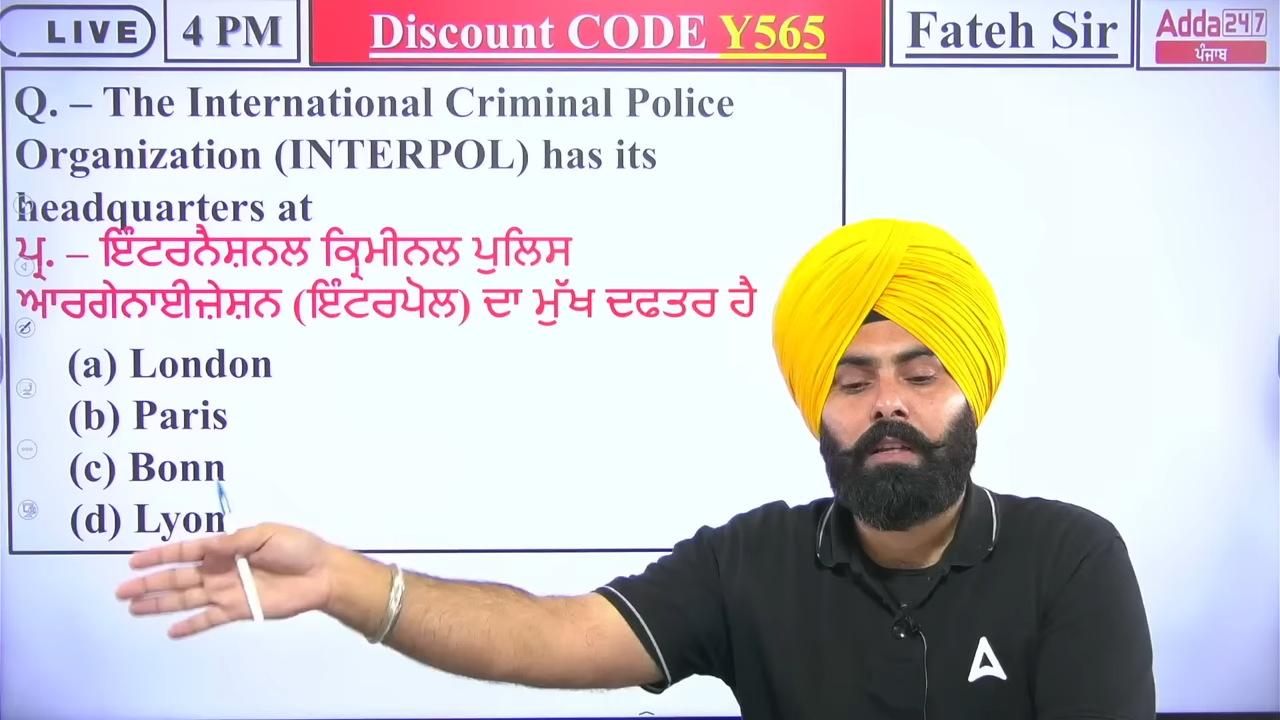 LIVE
4 PM
Discount CODE Y565
Fateh Sir
Adda247
ਪੰਜਾਬ
Q. – The International Criminal Police
Organization (INTERPOL) has its
headquarters at
ਪ੍ਰ. – ਇੰਟਰਨੈਸ਼ਨਲ ਕ੍ਰਿਮੀਨਲ ਪੁਲਿਸ
ਆਰਗੇਨਾਈਜ਼ੇਸ਼ਨ (ਇੰਟਰਪੋਲ) ਦਾ ਮੁੱਖ ਦਫਤਰ ਹੈ
(a) London
(b) Paris
(c) Bonn
(d) Lyon